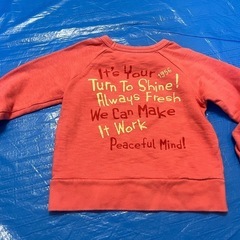 It's Your
Turn To Shine!
Always Fresh
We Can Make
It Work
Peaceful Mind!